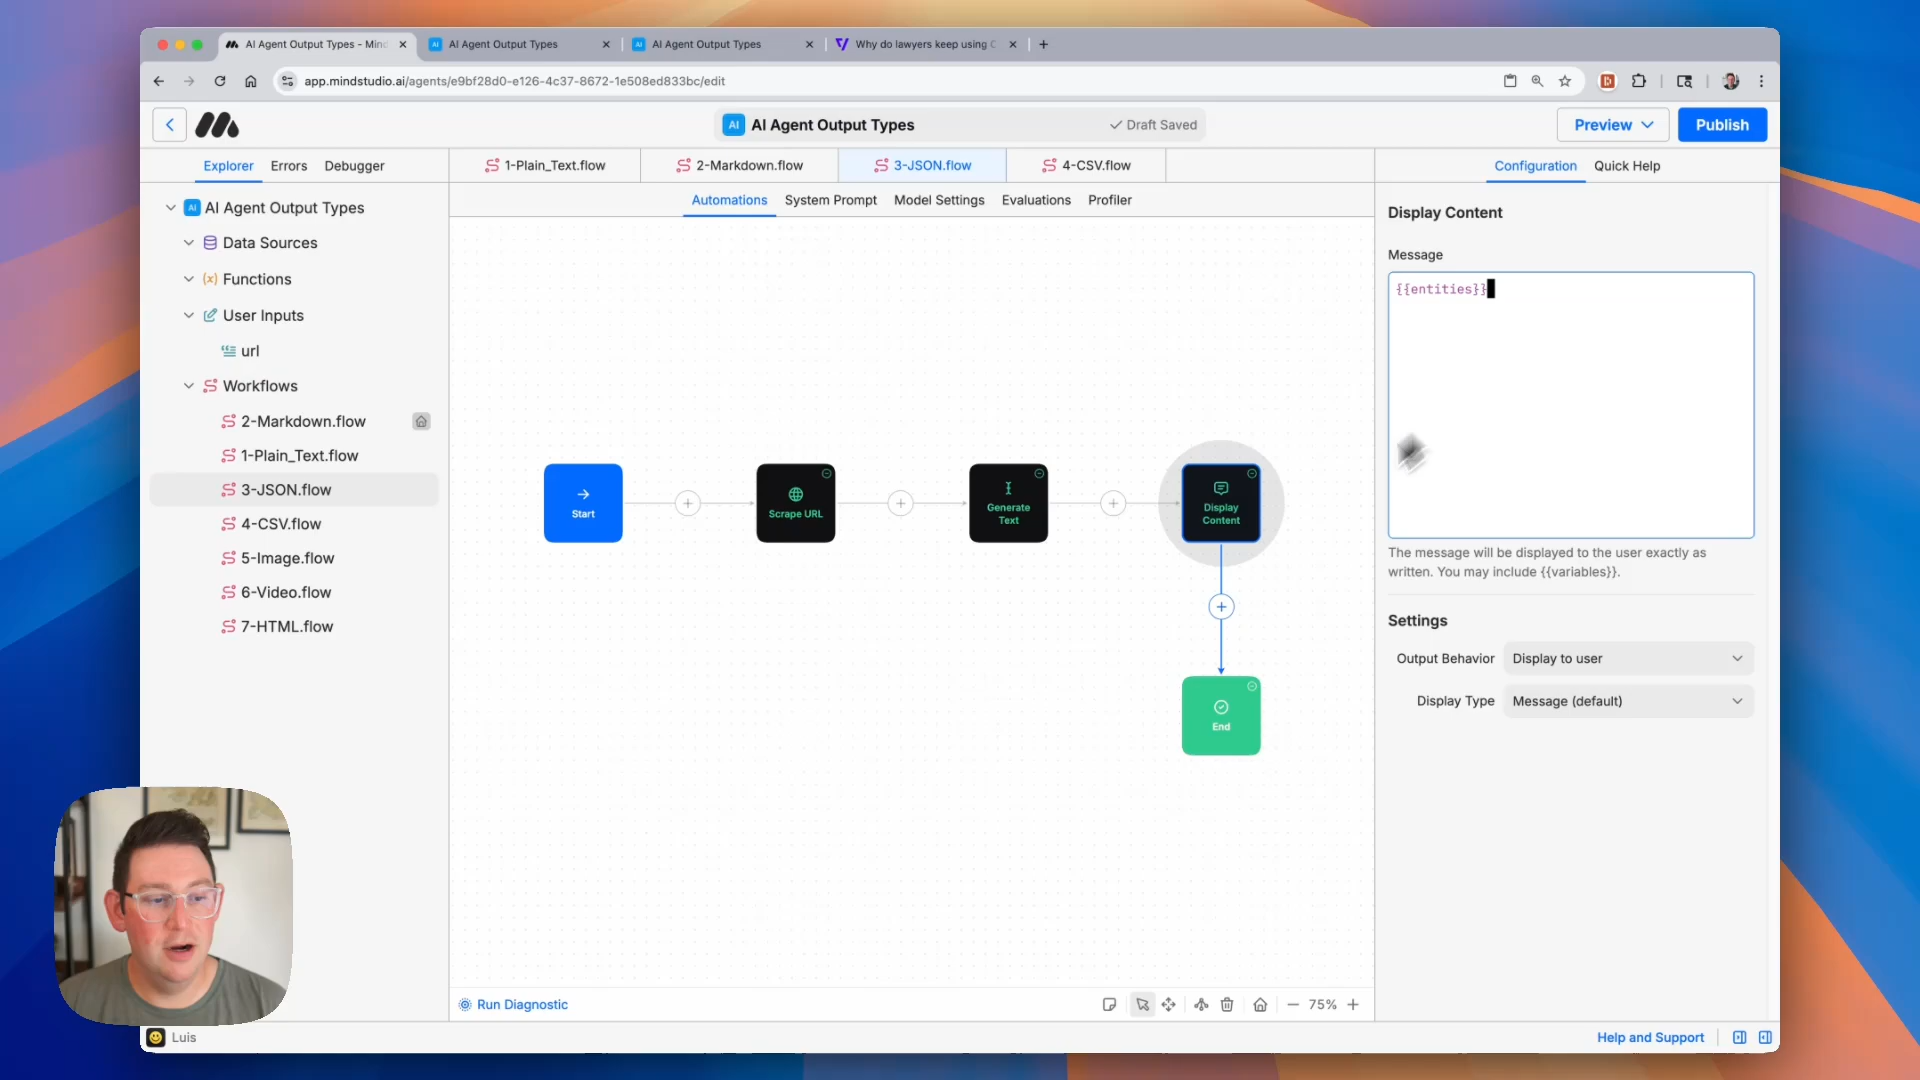 AI Agent Output Types - Mind
AI Agent Output Types
AI Agent Output Types
Why do lawyers keep using C
app.mindstudio.ai/agents/e9bf28d0-e126-4c37-8672-1e508ed833bc/edit
AI
AI Agent Output Types
Draft Saved
Preview
Publish
Explorer
Errors
Debugger
1-Plain_Text.flow
2-Markdown.flow
3-JSON.flow
4-CSV.flow
Configuration
Quick Help
Automations
System Prompt
Model Settings
Evaluations
Profiler
AI Agent Output Types
Data Sources
Functions
User Inputs
url
Workflows
2-Markdown.flow
1-Plain_Text.flow
3-JSON.flow
4-CSV.flow
5-Image.flow
6-Video.flow
7-HTML.flow
Start
Scrape URL
Generate
Text
Display
Content
End
Display Content
Message
{{entities}}
The message will be displayed to the user exactly as
written. You may include {{variables}}.
Settings
Output Behavior
Display to user
Display Type
Message (default)
Run Diagnostic
75%
Luis
Help and Support